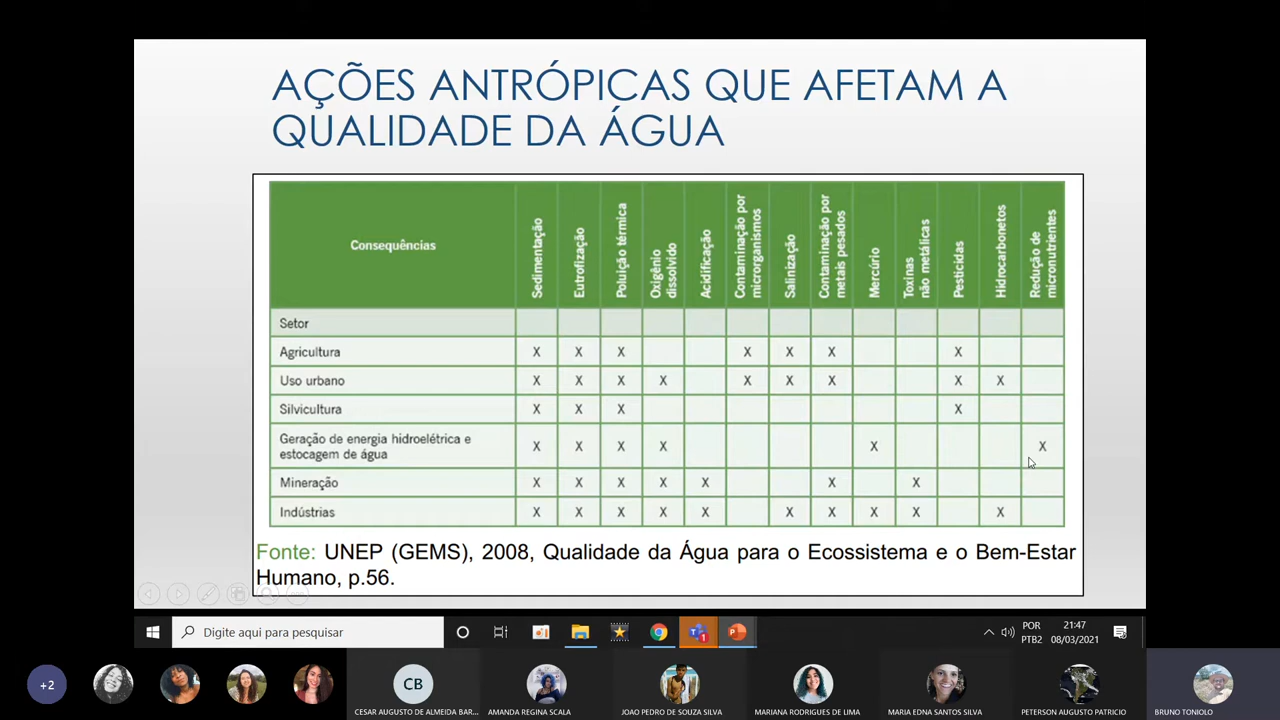 AÇÕES ANTRÓPICAS QUE AFETAM A
QUALIDADE DA ÁGUA
Consequências
Sedimentação
Eutrofização
Poluição térmica
Oxigênio
dissolvido
Acidificação
Contaminação por
microrganismos
Salinização
Contaminação por
metais pesados
Mercúrio
Toxinas
não metálicas
Pesticidas
Hidrocarbonetos
Redução de
micronutrientes
Setor
Agricultura X X X X X X X
Uso urbano X X X X X X X X X
Silvicultura X X X X
Geração de energia hidroelétrica e
estocagem de água X X X X X X
Mineração X X X X X X X
Indústrias X X X X X X X X X X
Fonte: UNEP (GEMS), 2008, Qualidade da Água para o Ecossistema e o Bem-Estar
Humano, p.56.
Digite aqui para pesquisar
1
POR
PTB2
21:47
08/03/2021
+2
CB
CESAR AUGUSTO DE ALMEIDA BAR...
AMANDA REGINA SCALA
JOAO PEDRO DE SOUZA SILVA
MARIANA RODRIGUES DE LIMA
MARIA EDNA SANTOS SILVA
PETERSON AUGUSTO PATRICIO
BRUNO TONIOLO